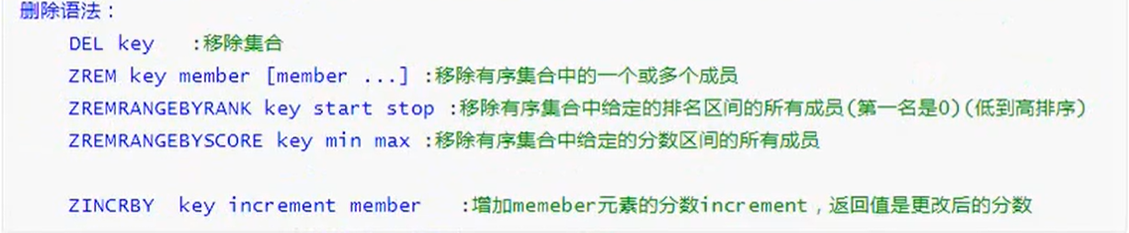 删除语法：
DEL key :移除集合
ZREM key member [member ...] :移除有序集合中的一个或多个成员
ZREMRANGEBYRANK key start stop :移除有序集合中给定的排名区间的所有成员(第一名是0)(低到高排序)
ZREMRANGEBYSCORE key min max :移除有序集合中给定的分数区间的所有成员
ZINCRBY key increment member :增加memeber元素的分数increment，返回值是更改后的分数